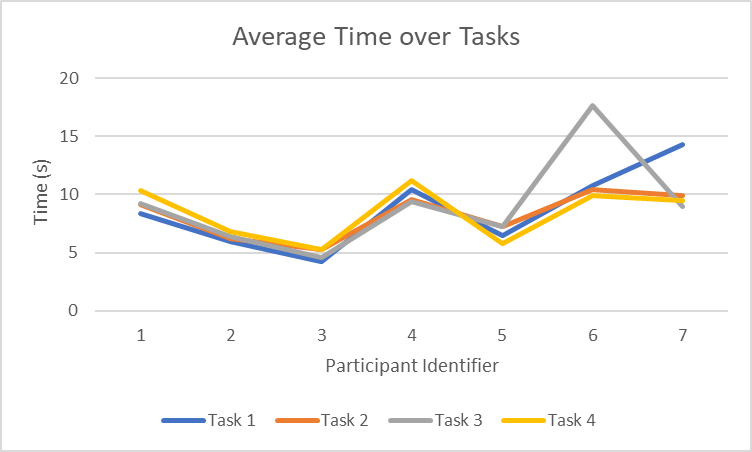 Average Time over Tasks
20
15
10
5
0
Time (s)
1 2 3 4 5 6 7
Participant Identifier
Task 1 Task 2 Task 3 Task 4